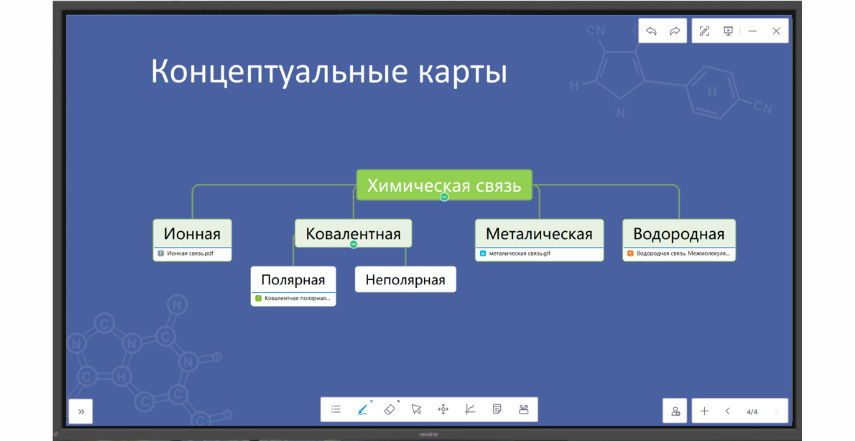 CN
Концептуальные карты
H
H
CN
N
Химическая связь
Ионная
Ковалентная
Металическая
Водородная
Ионная связь.pdf
металическая связь.gif
Водородная связь. Межмолекуля...
Полярная
Неполярная
Ковалентная полярная...
N
C
N
C
N
H
C
H
C
C
4/4
newline